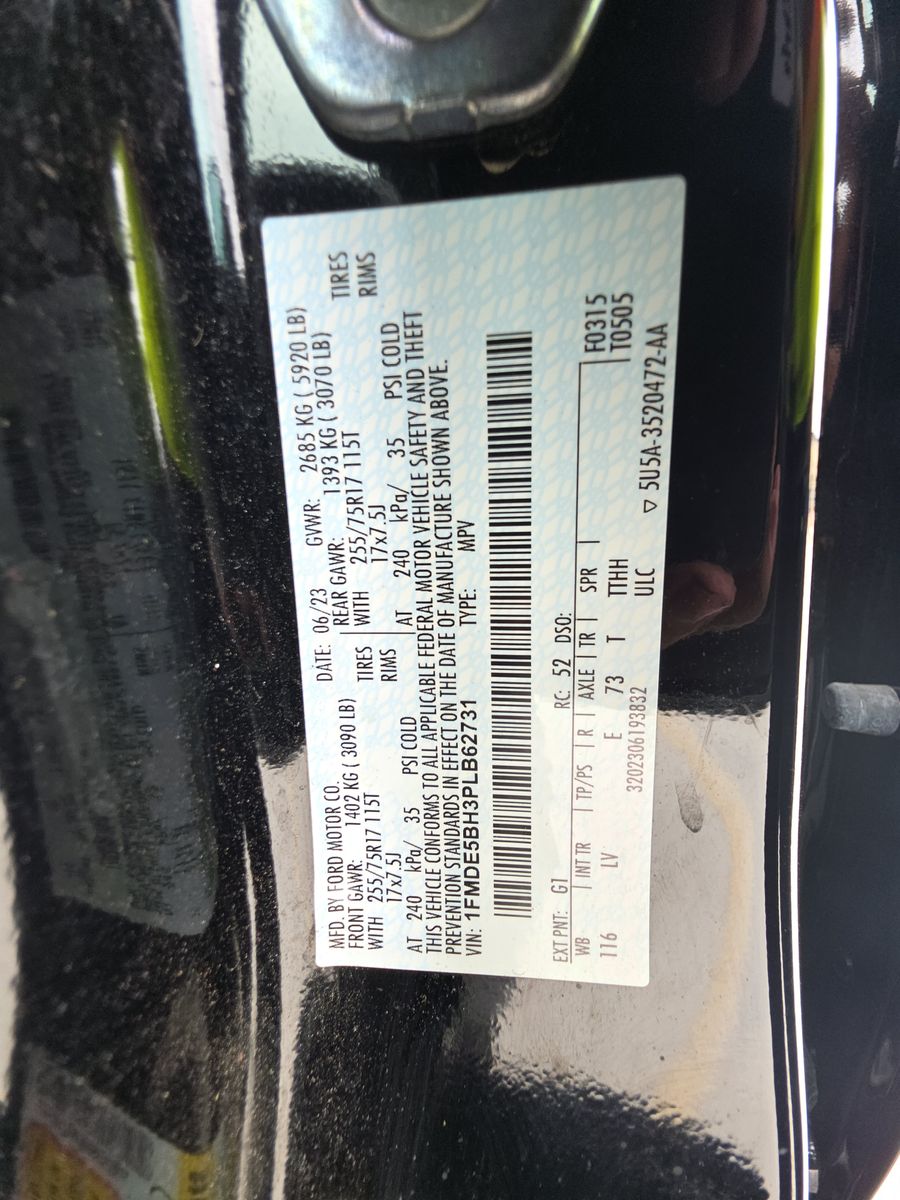 MFD. BY FORD MOTOR CO.
DATE: 06/23 GVWR: 2685 KG ( 5920 LB)
FRONT GAWR: 1402 KG ( 3090 LB) REAR GAWR: 1393 KG ( 3070 LB)
WITH 255/75R17 115T TIRES WITH 255/75R17 115T TIRES
17x7.5J RIMS 17x7.5J RIMS
AT 240 kPa/ 35 PSI COLD AT 240 kPa/ 35 PSI COLD
THIS VEHICLE CONFORMS TO ALL APPLICABLE FEDERAL MOTOR VEHICLE SAFETY AND THEFT
PREVENTION STANDARDS IN EFFECT ON THE DATE OF MANUFACTURE SHOWN ABOVE.
VIN: 1FMDE5BH3PLB62731 TYPE: MPV
EXT PNT: G1 RC: 52 DSO:
WB | INT TR | TP/PS | R | AXLE | TR | SPR | F0315
116 LV E 73 T TTHH T0505
ULC
3202306193832 ▽ 5U5A-3520472-AA